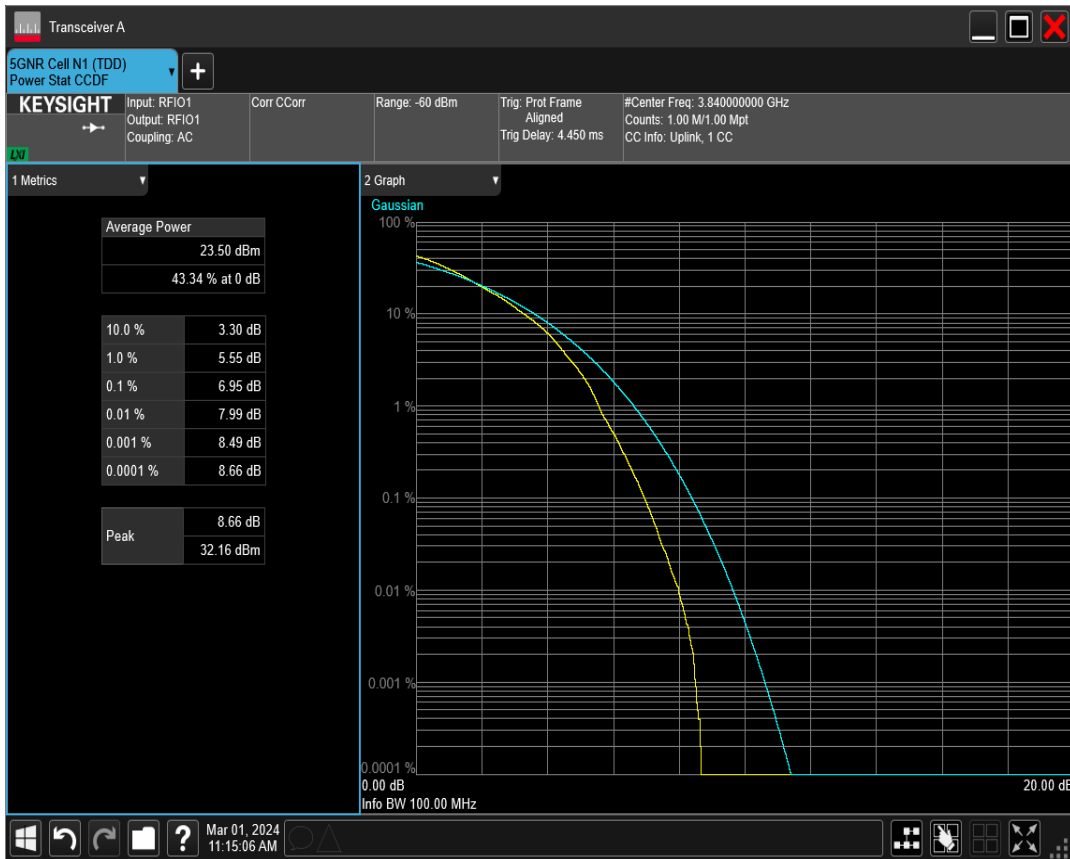 Transceiver A
5GNR Cell N1 (TDD)
Power Stat CCDF
+
KEYSIGHT
LXI
Input: RFIO1
Output: RFIO1
Coupling: AC
Corr CCorr
Range: -60 dBm
Trig: Prot Frame
Aligned
Trig Delay: 4.450 ms
#Center Freq: 3.840000000 GHz
Counts: 1.00 M/1.00 Mpt
CC Info: Uplink, 1 CC
1 Metrics
Average Power
23.50 dBm
43.34 % at 0 dB
10.0 % 3.30 dB
1.0 % 5.55 dB
0.1 % 6.95 dB
0.01 % 7.99 dB
0.001 % 8.49 dB
0.0001 % 8.66 dB
Peak
8.66 dB
32.16 dBm
2 Graph
Gaussian
100 %
10 %
1 %
0.1 %
0.01 %
0.001 %
0.0001 %
0.00 dB 20.00 dB
Info BW 100.00 MHz
?
Mar 01, 2024
11:15:06 AM